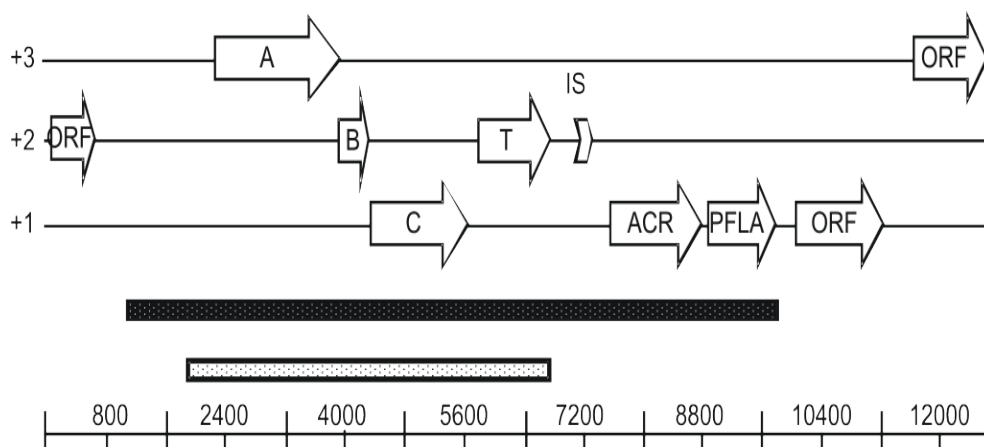 +3 A ORF
IS
+2 ORF B T
+1 C ACR PFLA ORF
800 2400 4000 5600 7200 8800 10400 12000